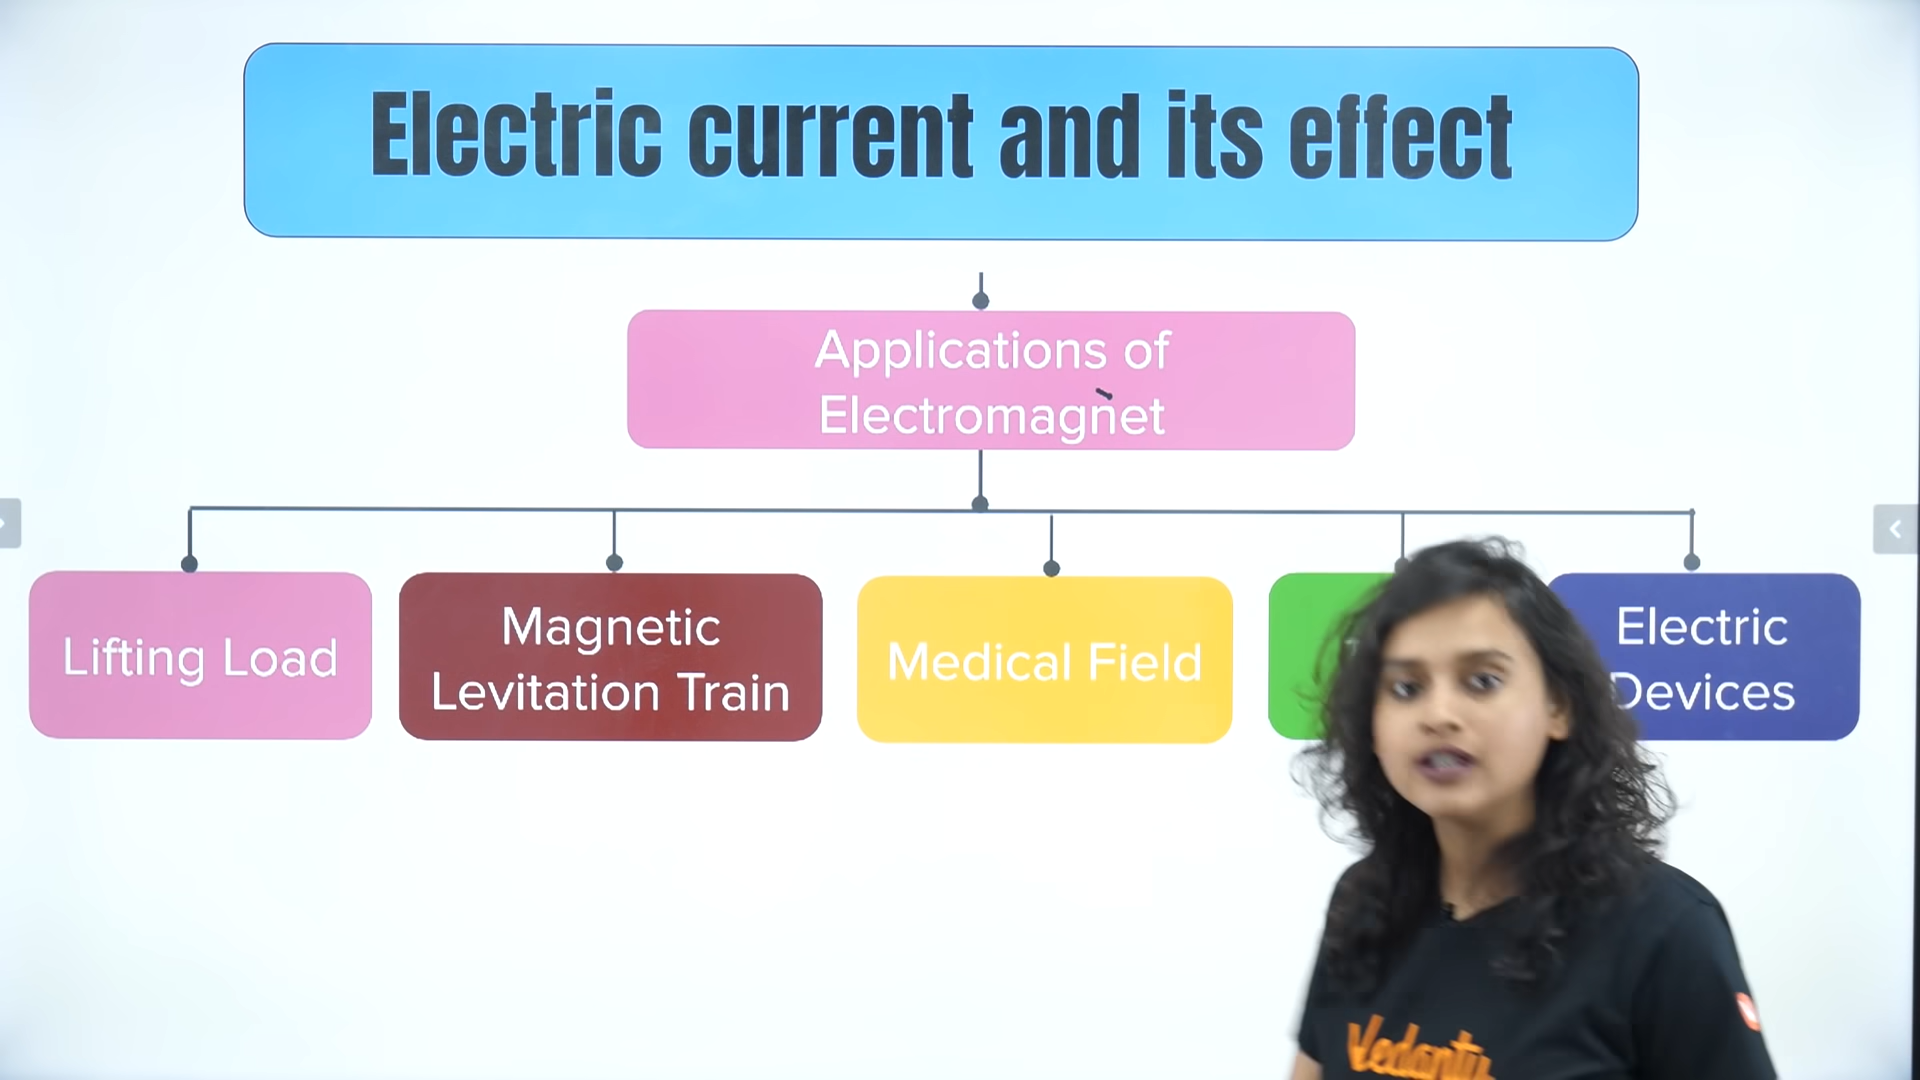 Electric current and its effect
Applications of
Electromagnet
Lifting Load
Magnetic
Levitation Train
Medical Field
Electric
Devices
Vedantu